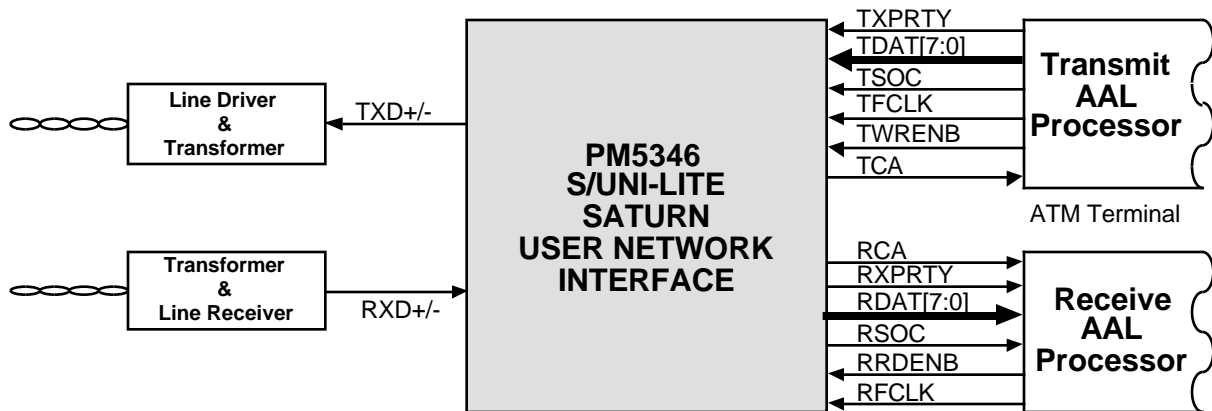 Line Driver
&
Transformer
TXD+/-
Transformer
&
Line Receiver
RXD+/-
PM5346
S/UNI-LITE
SATURN
USER NETWORK
INTERFACE
TXPRTY
TDAT[7:0]
TSOC
TFCLK
TWRENB
TCA
Transmit
AAL
Processor
ATM Terminal
RCA
RXPRTY
RDAT[7:0]
RSOC
RRDENB
RFCLK
Receive
AAL
Processor